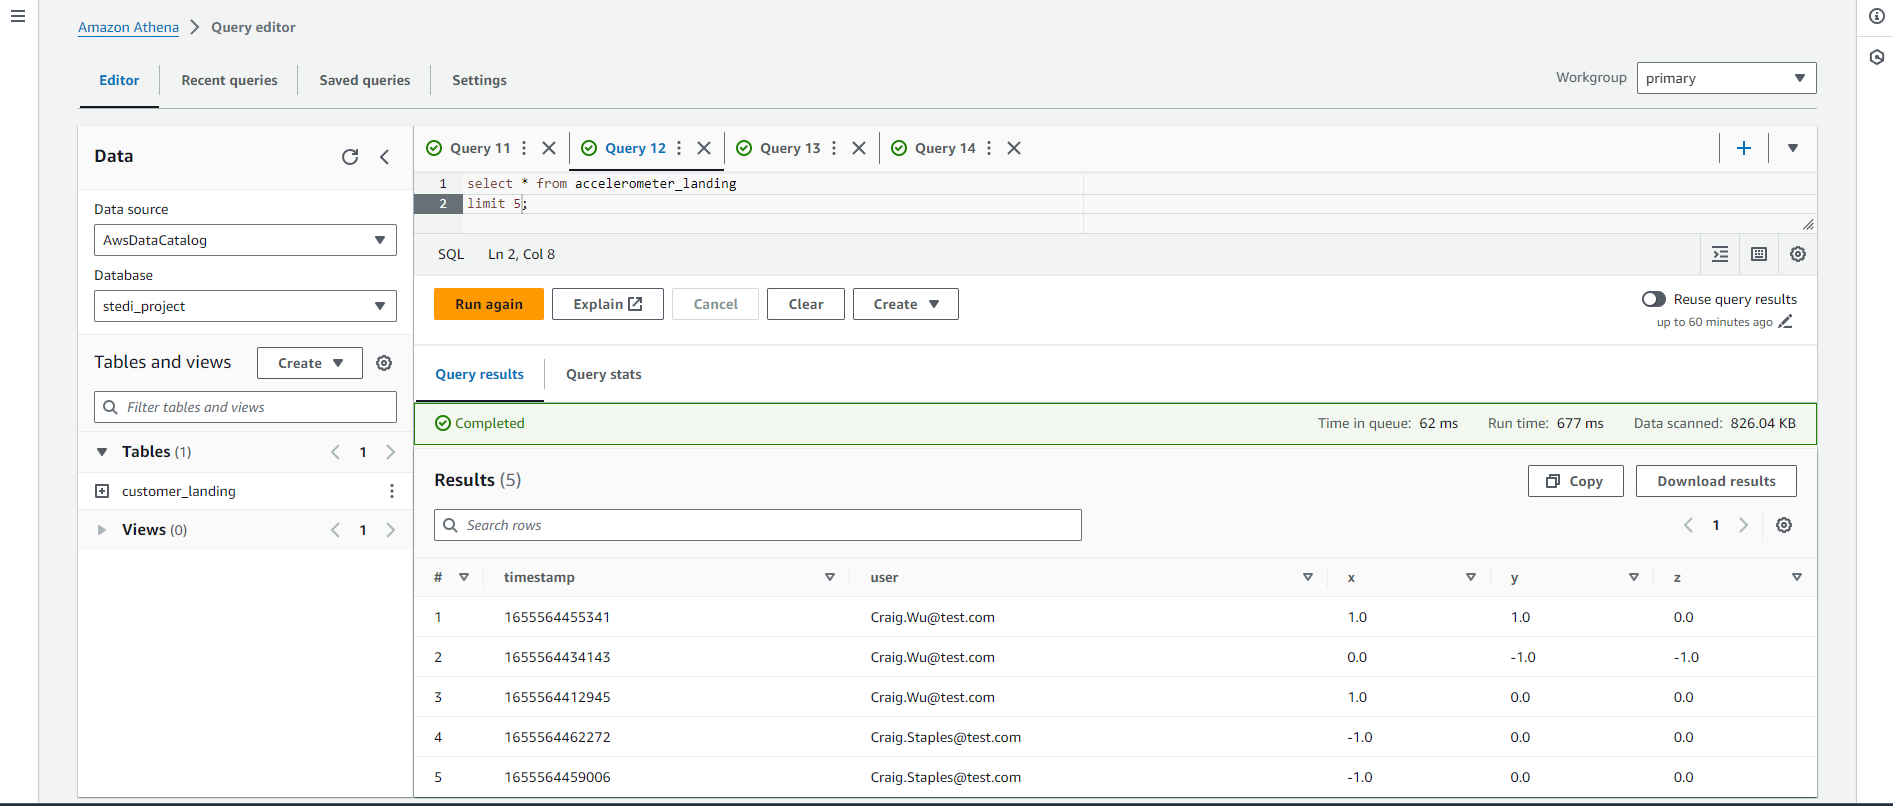 Amazon Athena > Query editor
Editor Recent queries Saved queries Settings
Workgroup primary
Data
Query 11 Query 12 Query 13 Query 14
1 select * from accelerometer_landing
2 limit 5;
Data source
AwsDataCatalog
Database
stedi_project
SQL Ln 2, Col 8
Run again Explain Cancel Clear Create
Reuse query results
up to 60 minutes ago
Tables and views Create
Filter tables and views
Tables (1) 1
customer_landing
Views (0) 1
Query results Query stats
Completed Time in queue: 62 ms Run time: 677 ms Data scanned: 826.04 KB
Results (5) Copy Download results
Search rows 1
# timestamp user x y z
1 1655564455341 Craig.Wu@test.com 1.0 1.0 0.0
2 1655564434143 Craig.Wu@test.com 0.0 -1.0 -1.0
3 1655564412945 Craig.Wu@test.com 1.0 0.0 0.0
4 1655564462272 Craig.Staples@test.com -1.0 0.0 0.0
5 1655564459006 Craig.Staples@test.com -1.0 0.0 0.0